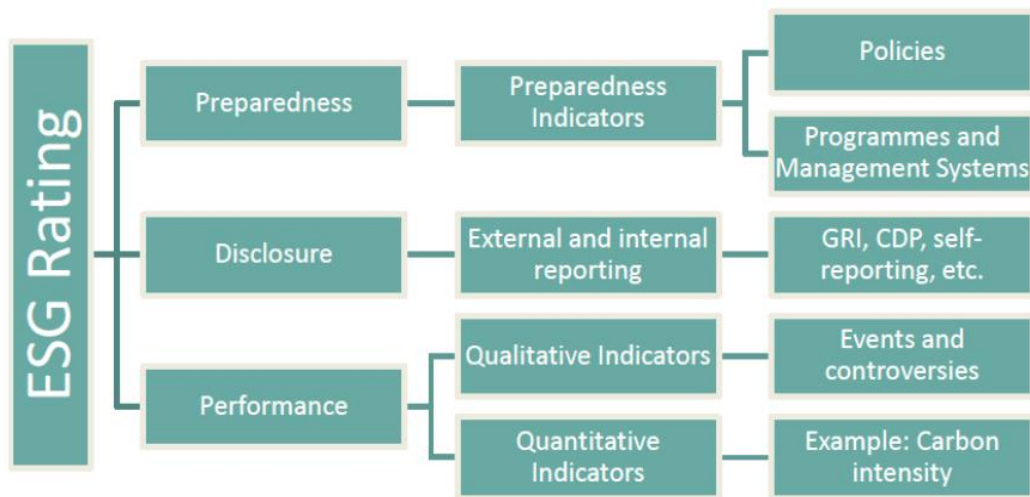 ESG Rating
Preparedness
Preparedness
Indicators
Policies
Programmes and
Management Systems
Disclosure
External and internal
reporting
GRI, CDP, self-
reporting, etc.
Performance
Qualitative Indicators
Events and
controversies
Quantitative
Indicators
Example: Carbon
intensity